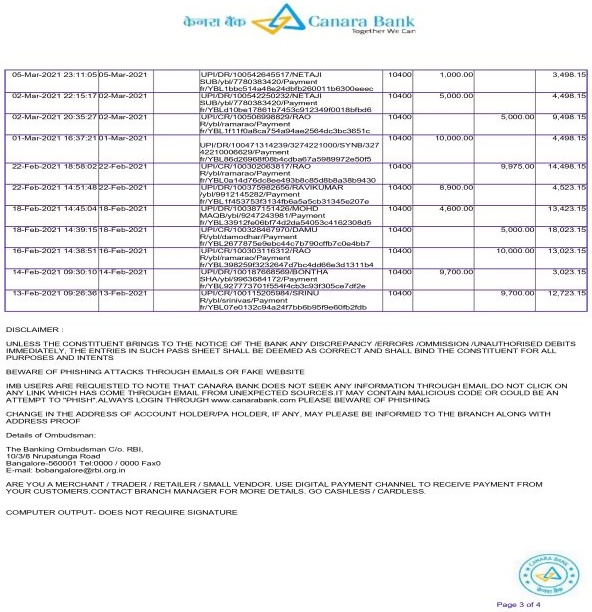 केनरा बैंक Canara Bank
Together We Can
05-Mar-2021 23:11:05 05-Mar-2021 UPI/DR/100542645517/NETAJI 10400 1,000.00 3,498.15
SUB/ybl/7780383420/Payment
fr/YBL1bbc514a48e24dbfb260011b6300eeec
02-Mar-2021 22:15:17 02-Mar-2021 UPI/DR/100542250232/NETAJI 10400 5,000.00 4,498.15
SUB/ybl/7780383420/Payment
fr/YBLd10be17861b7453c912349f0018bfbd6
02-Mar-2021 20:35:27 02-Mar-2021 UPI/CR/100506996829/RAO 10400 5,000.00 9,498.15
R/ybl/ramarao/Payment
fr/YBL1f11f0a8ca754a94ae2564dc3bc3651c
01-Mar-2021 16:37:21 01-Mar-2021 10400 10,000.00 4,498.15
UPI/DR/100471314239/3274221000/SYNB/327
42210006629/Payment
fr/YBL86d26968f08b4cdba67a5989972e50f5
22-Feb-2021 18:58:02 22-Feb-2021 UPI/CR/100302063817/RAO 10400 9,975.00 14,498.15
R/ybl/ramarao/Payment
fr/YBL0a14d76dc8ee493b8c85d8b8a38b9430
22-Feb-2021 14:51:48 22-Feb-2021 UPI/DR/100375982656/RAVIKUMAR 10400 8,900.00 4,523.15
/ybl/9912145282/Payment
fr/YBL1f453753f3134fb6a5a5cb31345e207e
18-Feb-2021 14:45:04 18-Feb-2021 UPI/DR/100387151426/MOHD 10400 4,600.00 13,423.15
MAQB/ybl/9247243981/Payment
fr/YBL33912fe06bf74d2da54053c4162308d5
18-Feb-2021 14:39:15 18-Feb-2021 UPI/CR/100328467970/DAMU 10400 5,000.00 18,023.15
R/ybl/damodhar/Payment
fr/YBL2677875e9ebc44c7b790cffb7c0e4bb7
16-Feb-2021 14:38:51 16-Feb-2021 UPI/CR/100303116312/RAO 10400 10,000.00 13,023.15
R/ybl/ramarao/Payment
fr/YBL398259f3232647d7bc4dd66e3d1311b4
14-Feb-2021 09:30:10 14-Feb-2021 UPI/DR/100187668569/BONTHA 10400 9,700.00 3,023.15
SHA/ybl/9963684172/Payment
fr/YBL927773701f554f4cb3c93f305ce7df2e
13-Feb-2021 09:26:36 13-Feb-2021 UPI/CR/100115205984/SRINU 10400 9,700.00 12,723.15
R/ybl/srinivas/Payment
fr/YBL07e0132c94a24f7bb6b95f9e60fb2fdb
DISCLAIMER :
UNLESS THE CONSTITUENT BRINGS TO THE NOTICE OF THE BANK ANY DISCREPANCY /ERRORS /OMMISSION /UNAUTHORISED DEBITS
IMMEDIATELY, THE ENTRIES IN SUCH PASS SHEET SHALL BE DEEMED AS CORRECT AND SHALL BIND THE CONSTITUENT FOR ALL
PURPOSES AND INTENTS
BEWARE OF PHISHING ATTACKS THROUGH EMAILS OR FAKE WEBSITE
IMB USERS ARE REQUESTED TO NOTE THAT CANARA BANK DOES NOT SEEK ANY INFORMATION THROUGH EMAIL.DO NOT CLICK ON
ANY LINK WHICH HAS COME THROUGH EMAIL FROM UNEXPECTED SOURCES.IT MAY CONTAIN MALICIOUS CODE OR COULD BE AN
ATTEMPT TO "PHISH".ALWAYS LOGIN THROUGH www.canarabank.com PLEASE BEWARE OF PHISHING
CHANGE IN THE ADDRESS OF ACCOUNT HOLDER/PA HOLDER, IF ANY, MAY PLEASE BE INFORMED TO THE BRANCH ALONG WITH
ADDRESS PROOF
Details of Ombudsman:
The Banking Ombudsman C/o. RBI,
10/3/8 Nrupatunga Road
Bangalore-560001 Tel:0000 / 0000 Fax0
E-mail: bobangalore@rbi.org.in
ARE YOU A MERCHANT / TRADER / RETAILER / SMALL VENDOR. USE DIGITAL PAYMENT CHANNEL TO RECEIVE PAYMENT FROM
YOUR CUSTOMERS.CONTACT BRANCH MANAGER FOR MORE DETAILS. GO CASHLESS / CARDLESS.
COMPUTER OUTPUT- DOES NOT REQUIRE SIGNATURE
CANARA BANK
केनरा बैंक
Page 3 of 4